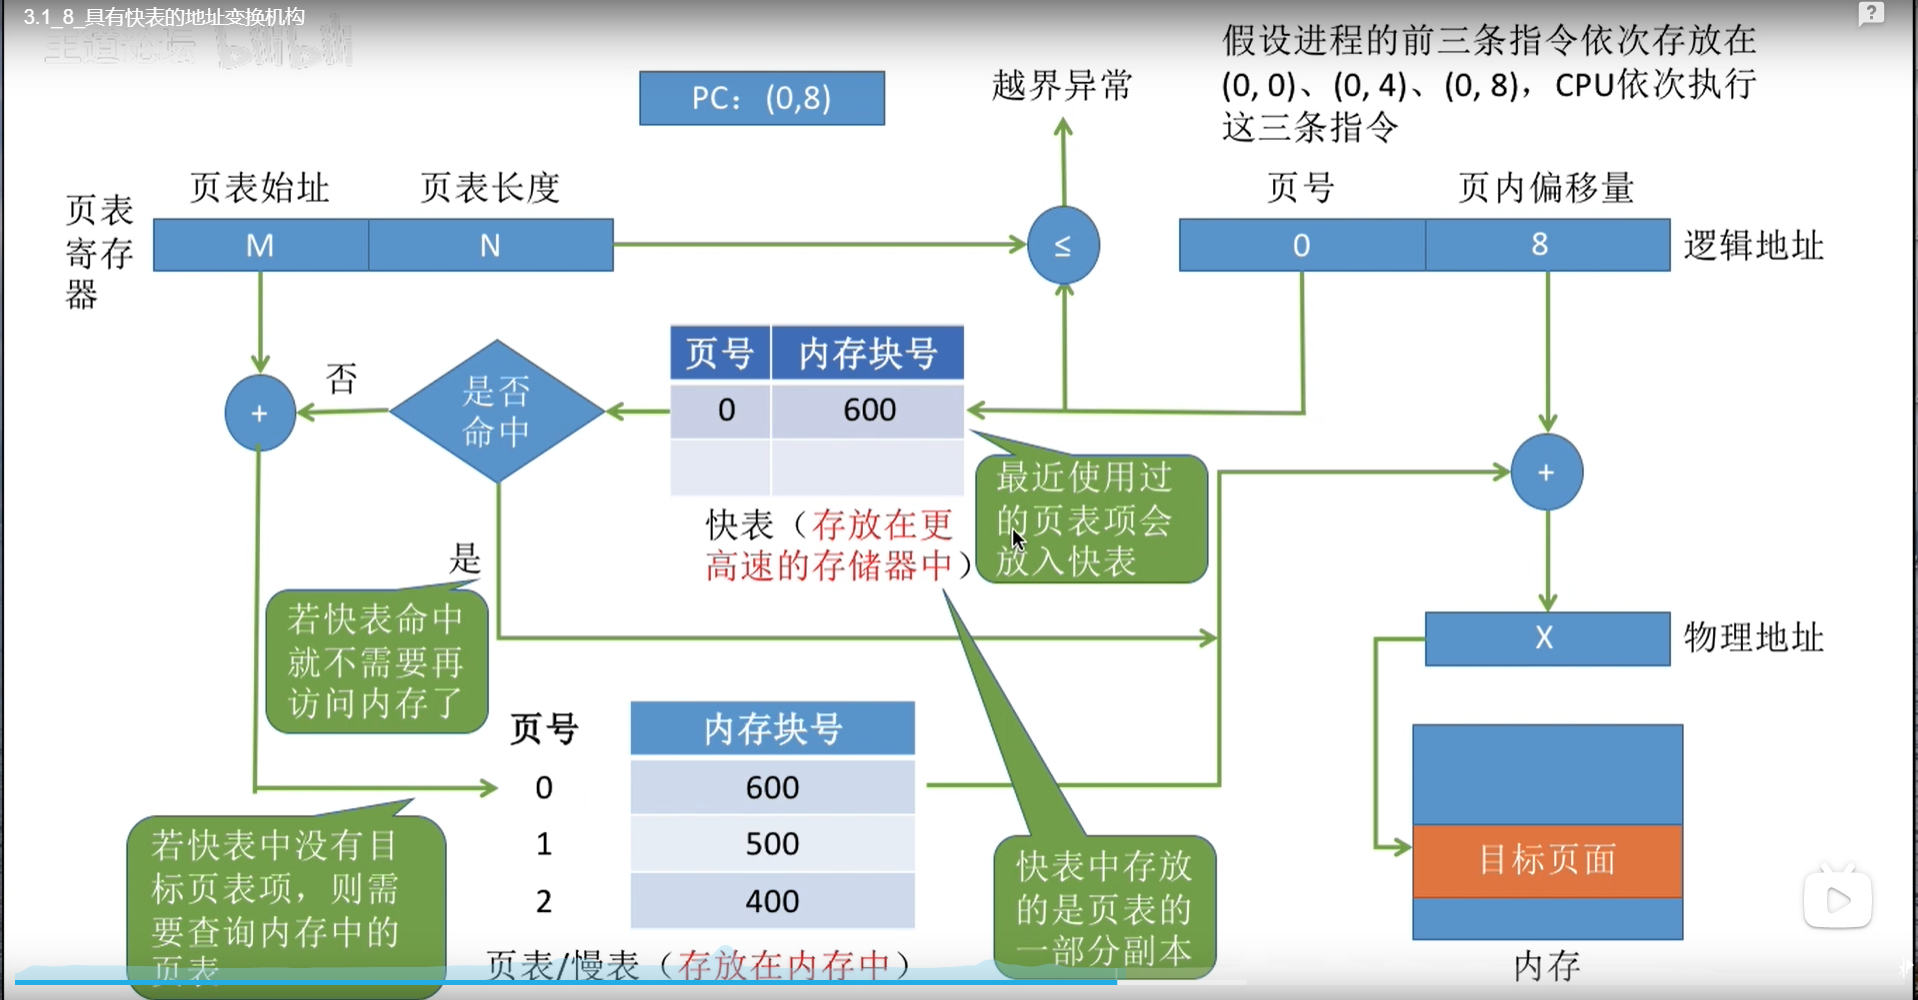 3.1_8_具有快表的地址变换机构
王道论坛 bilibili
假设进程的前三条指令依次存放在
(0, 0)、(0, 4)、(0, 8)，CPU依次执行
这三条指令
PC：(0,8)
越界异常
页表始址
页表长度
页号
页内偏移量
页表
寄存
器
M
N
≤
0
8
逻辑地址
页号
内存块号
0
600
否
是否
命中
+
+
最近使用过
的页表项会
放入快表
快表（存放在更
高速的存储器中）
是
若快表命中
就不需要再
访问内存了
X
物理地址
页号
内存块号
0
600
1
500
2
400
目标页面
若快表中没有目
标页表项，则需
要查询内存中的
页表
快表中存放
的是页表的
一部分副本
页表/慢表（存放在内存中）
内存